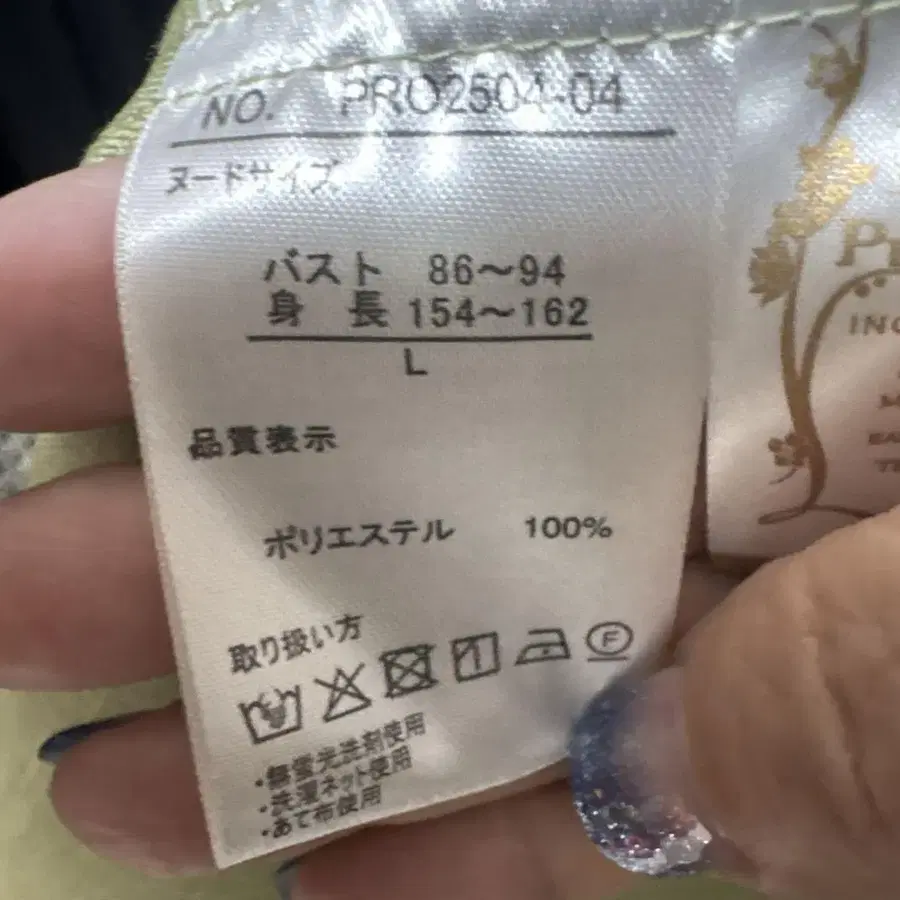 NO. PRO2504-04
ヌードサイズ
バスト 86〜94
身 長 154〜162
L
品質表示
ポリエステル 100%
取り扱い方
F
・無蛍光洗剤使用
・洗濯ネット使用
・あて布使用